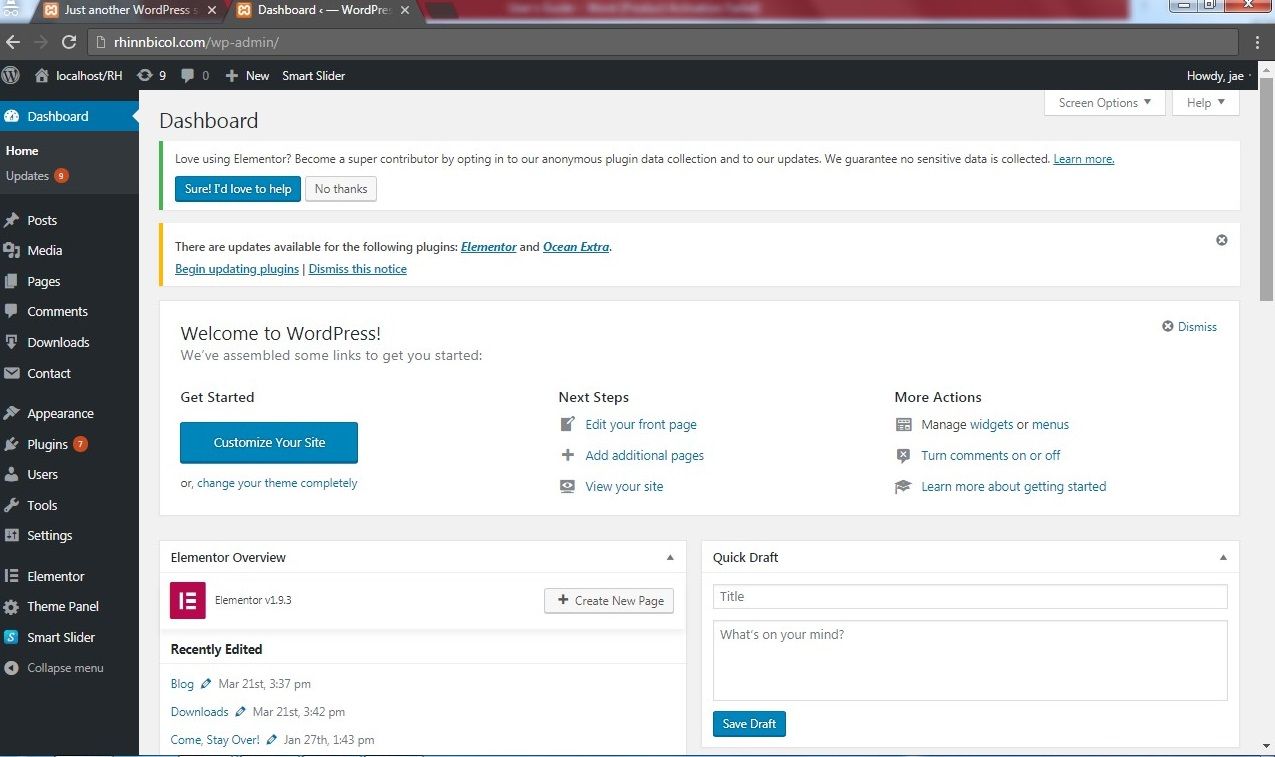 Just another WordPress s
Dashboard ‹ — WordPres
User's Guide - Word (Product Activation Failed)
rhinnbicol.com/wp-admin/
localhost/RH 9 0 New Smart Slider Howdy, jae
Dashboard
Home
Updates 9
Posts
Media
Pages
Comments
Downloads
Contact
Appearance
Plugins 7
Users
Tools
Settings
Elementor
Theme Panel
Smart Slider
Collapse menu
Screen Options Help
Dashboard
Love using Elementor? Become a super contributor by opting in to our anonymous plugin data collection and to our updates. We guarantee no sensitive data is collected. Learn more.
Sure! I'd love to help No thanks
There are updates available for the following plugins: Elementor and Ocean Extra.
Begin updating plugins | Dismiss this notice
Welcome to WordPress!
Dismiss
We've assembled some links to get you started:
Get Started
Customize Your Site
or, change your theme completely
Next Steps
Edit your front page
Add additional pages
View your site
More Actions
Manage widgets or menus
Turn comments on or off
Learn more about getting started
Elementor Overview
Elementor v1.9.3
Create New Page
Recently Edited
Blog Mar 21st, 3:37 pm
Downloads Mar 21st, 3:42 pm
Come, Stay Over! Jan 27th, 1:43 pm
Quick Draft
Title
What's on your mind?
Save Draft